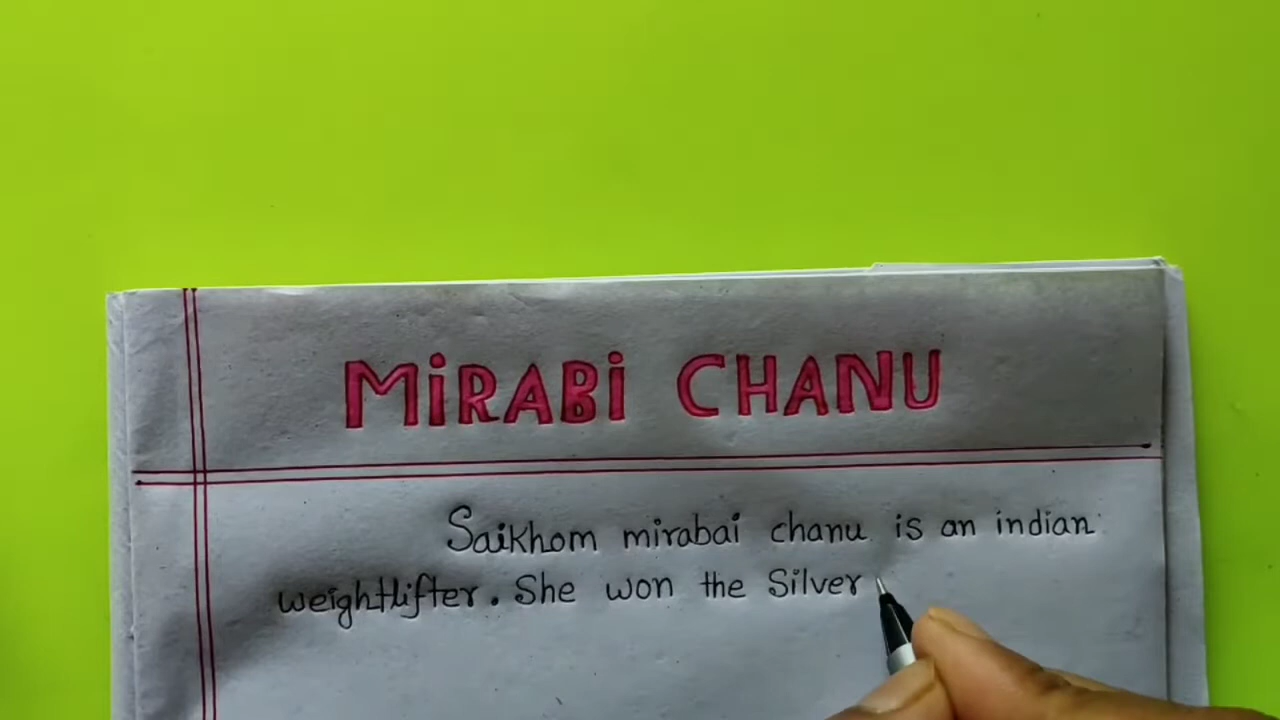 MiRABi CHANU
Saikhom mirabai chanu is an indian
weightlifter. She won the Silver